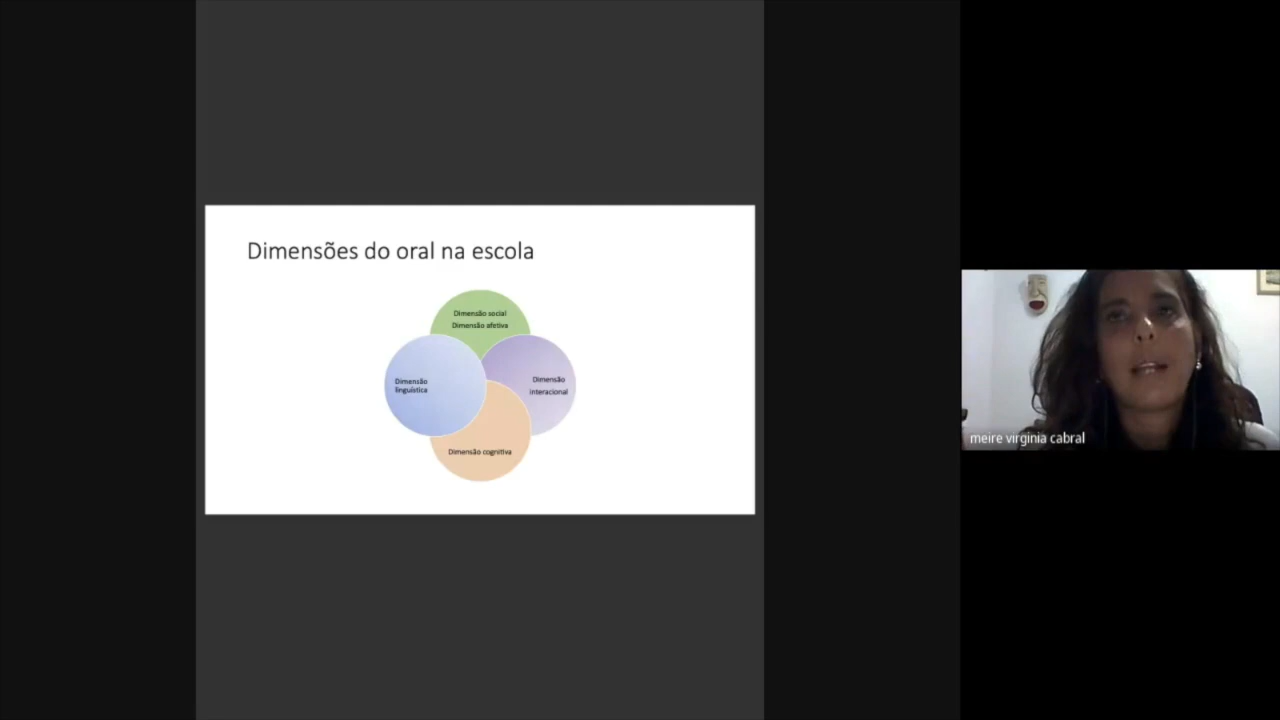 Dimensões do oral na escola
Dimensão social
Dimensão afetiva
Dimensão
linguística
Dimensão
interacional
Dimensão cognitiva
meire virginia cabral